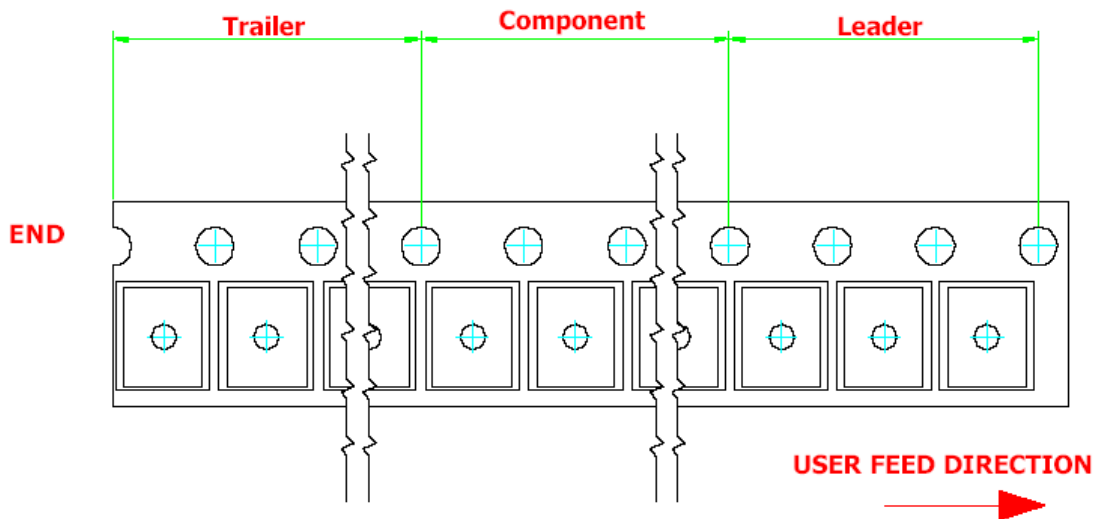 Trailer
Component
Leader
END
USER FEED DIRECTION